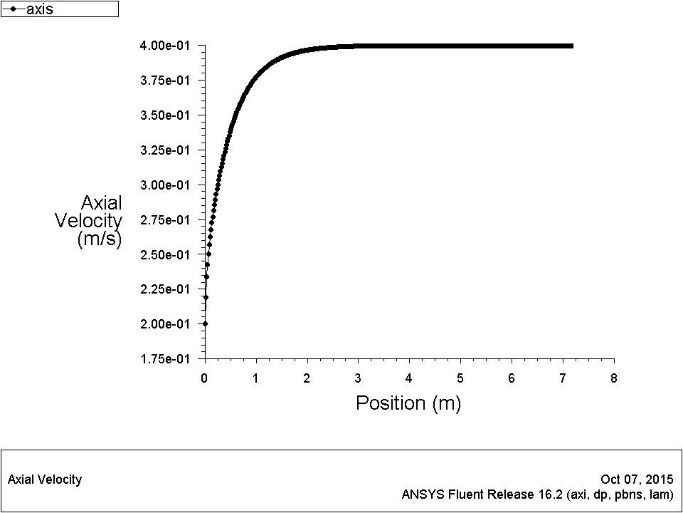 axis
4.00e-01
3.75e-01
3.50e-01
3.25e-01
3.00e-01
2.75e-01
2.50e-01
2.25e-01
2.00e-01
1.75e-01
Axial
Velocity
(m/s)
0 1 2 3 4 5 6 7 8
Position (m)
Axial Velocity
Oct 07, 2015
ANSYS Fluent Release 16.2 (axi, dp, pbns, lam)